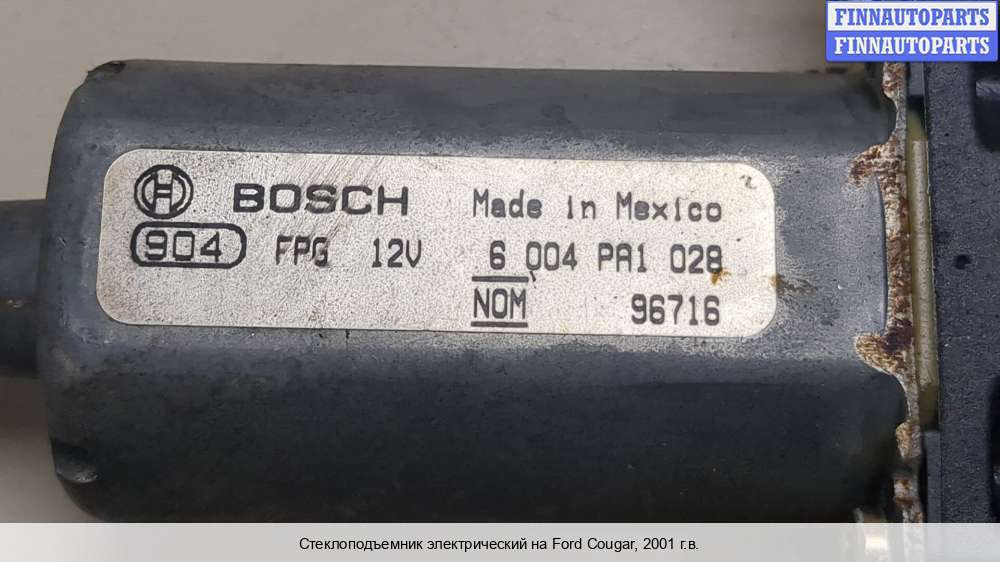 FINNAUTOPARTS
FINNAUTOPARTS
BOSCH Made in Mexico
904 FPG 12V 6 004 PA1 028
NOM 96716
Стеклоподъемник электрический на Ford Cougar, 2001 г.в.